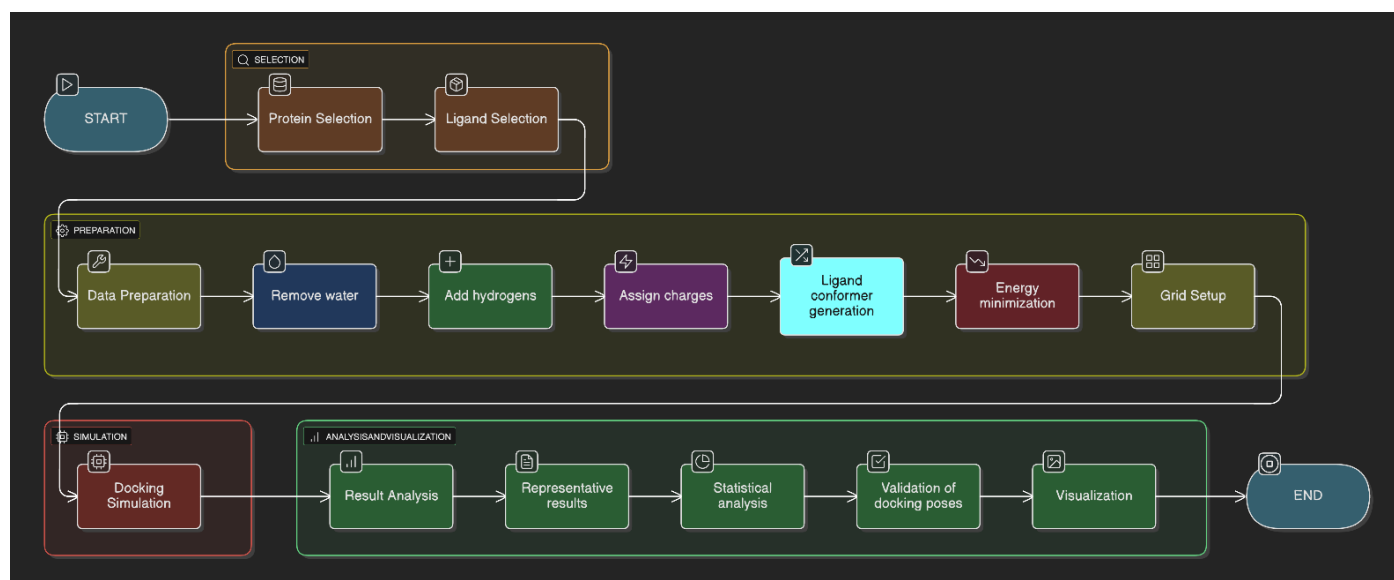 SELECTION
START
Protein Selection
Ligand Selection
PREPARATION
Data Preparation
Remove water
Add hydrogens
Assign charges
Ligand
conformer
generation
Energy
minimization
Grid Setup
SIMULATION
Docking
Simulation
ANALYSISANDVISUALIZATION
Result Analysis
Representative
results
Statistical
analysis
Validation of
docking poses
Visualization
END